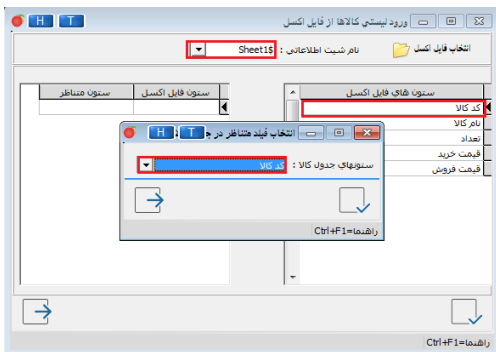 ورود لیستی کالاها از فایل اکسل
H T
انتخاب فایل اکسل
نام شیت اطلاعاتی : Sheet1$
ستون های فایل اکسل
کد کالا
نام کالا
تعداد
قیمت خرید
قیمت فروش
ستون فایل اکسل
ستون متناظر
انتخاب فیلد متناظر در
H T
ستونهای جدول کالا : کد کالا
راهنما=Ctrl+F1
راهنما=Ctrl+F1